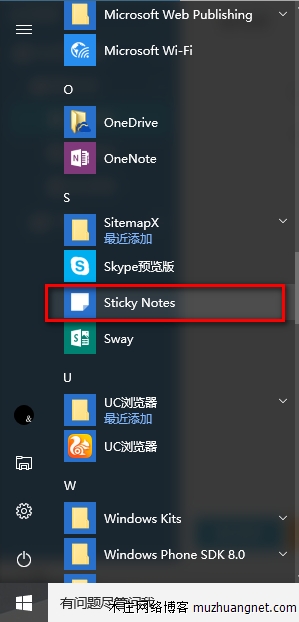 Microsoft Web Publishing
Microsoft Wi-Fi
O
OneDrive
OneNote
S
SitemapX
最近添加
Skype预览版
Sticky Notes
Sway
U
UC浏览器
最近添加
UC浏览器
W
Windows Kits
Windows Phone SDK 8.0
有问题尽管问我
木庄网络博客 muzhuangnet.com